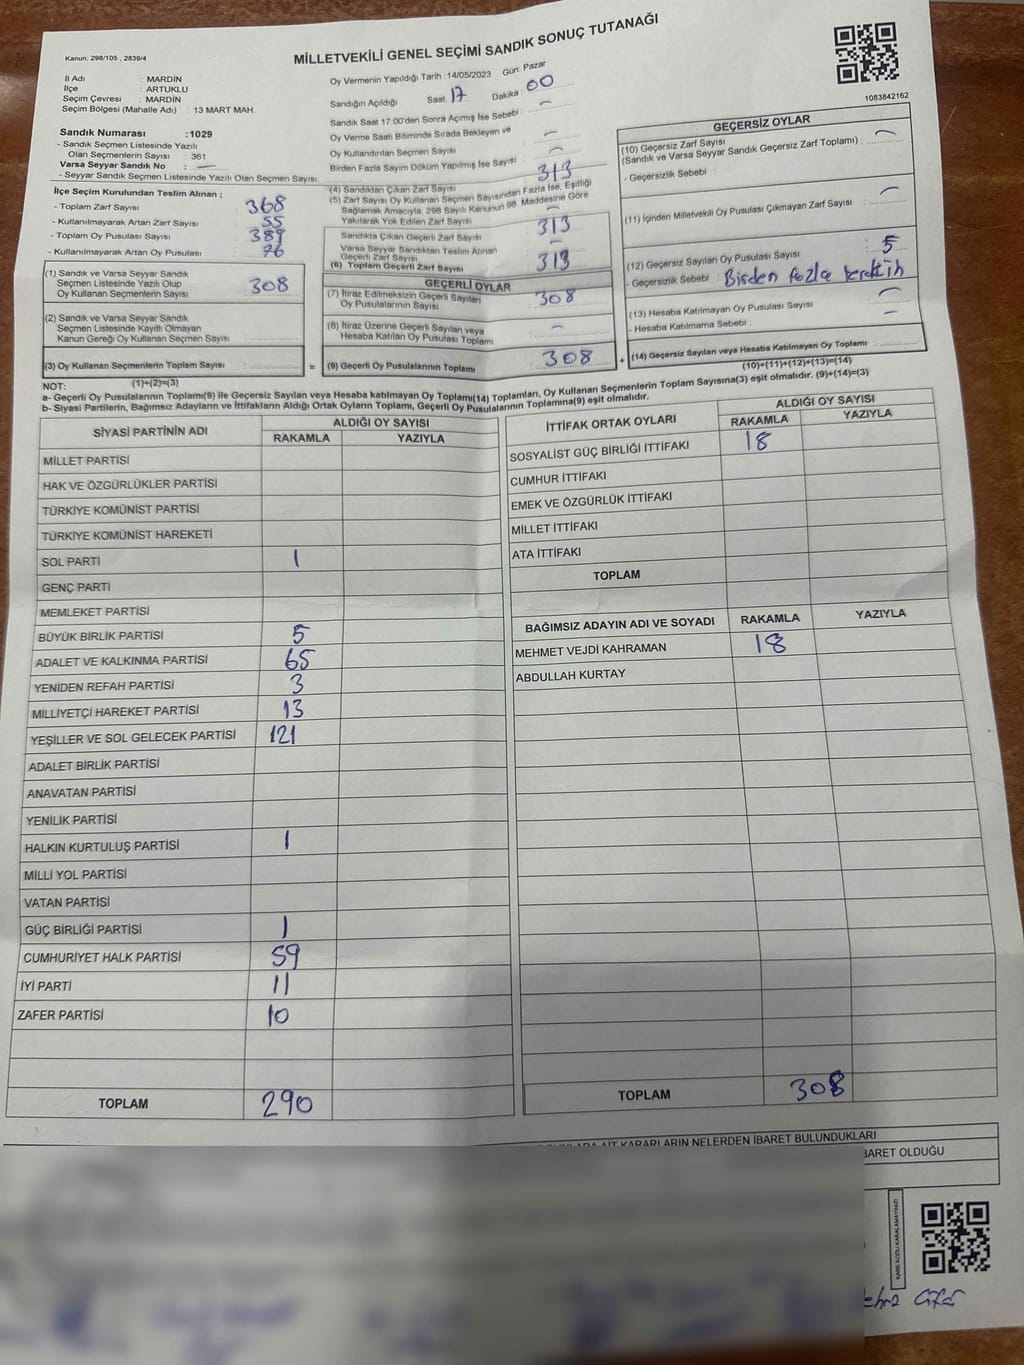 MİLLETVEKİLİ GENEL SEÇİMİ SANDIK SONUÇ TUTANAĞI
Kanun: 298/105 , 2839/4
İl Adı : MARDİN
İlçe : ARTUKLU
Seçim Çevresi : MARDİN
Seçim Bölgesi (Mahalle Adı) : 13 MART MAH.
Sandık Numarası :1029
- Sandık Seçmen Listesinde Yazılı
Olan Seçmenlerin Sayısı : 361
Varsa Seyyar Sandık No : —
- Seyyar Sandık Seçmen Listesinde Yazılı Olan Seçmen Sayısı
Oy Vermenin Yapıldığı Tarih :14/05/2023 Gün: Pazar
Sandığın Açıldığı Saat: 17 Dakika: 00
Sandık Saat 17:00'den Sonra Açımış İse Sebebi :
Oy Verme Saati Bitiminde Sırada Bekleyen ve
Oy Kullandırılan Seçmen Sayısı
Birden Fazla Sayım Döküm Yapılmış İse Sayısı :
1083842162
İlçe Seçim Kurulundan Teslim Alınan ;
- Toplam Zarf Sayısı : 368
- Kullanılmayarak Artan Zarf Sayısı : 55
- Toplam Oy Pusulası Sayısı : 389
- Kullanılmayarak Artan Oy Pusulası : 76
(1) Sandık ve Varsa Seyyar Sandık
Seçmen Listesinde Yazılı Olup
Oy Kullanan Seçmenlerin Sayısı : 308
(2) Sandık ve Varsa Seyyar Sandık
Seçmen Listesinde Kayıtlı Olmayan
Kanun Gereği Oy Kullanan Seçmen Sayısı :
(3) Oy Kullanan Seçmenlerin Toplam Sayısı :
(1)+(2)=(3)
(4) Sandıktan Çıkan Zarf Sayısı : 313
(5) Zarf Sayısı Oy Kullanan Seçmen Sayısından Fazla İse, Eşitliği
Sağlamak Amacıyla, 298 Sayılı Kanunun 98. Maddesine Göre
Yakılarak Yok Edilen Zarf Sayısı
Sandıkta Çıkan Geçerli Zarf Sayısı : 313
Varsa Seyyar Sandıktan Teslim Alınan
Geçerli Zarf Sayısı
(6) Toplam Geçerli Zarf Sayısı : 313
GEÇERLİ OYLAR
(7) İtiraz Edilmeksizin Geçerli Sayılan
Oy Pusulalarının Sayısı : 308
(8) İtiraz Üzerine Geçerli Sayılan veya
Hesaba Katılan Oy Pusulası Toplamı :
= (9) Geçerli Oy Pusulalarının Toplamı : 308 +
GEÇERSİZ OYLAR
(10) Geçersiz Zarf Sayısı
(Sandık ve Varsa Seyyar Sandık Geçersiz Zarf Toplamı) :
- Geçersizlik Sebebi :
(11) İçinden Milletvekili Oy Pusulası Çıkmayan Zarf Sayısı :
(12) Geçersiz Sayılan Oy Pusulası Sayısı : 5
- Geçersizlik Sebebi : Birden fazla
(13) Hesaba Katılmayan Oy Pusulası Sayısı :
- Hesaba Katılmama Sebebi :
(14) Geçersiz Sayılan veya Hesaba Katılmayan Oy Toplamı :
(10)+(11)+(12)+(13)=(14)
NOT:
a- Geçerli Oy Pusulalarının Toplamı(9) ile Geçersiz Sayılan veya Hesaba katılmayan Oy Toplamı(14) Toplamları, Oy Kullanan Seçmenlerin Toplam Sayısına(3) eşit olmalıdır. (9)+(14)=(3)
b- Siyasi Partilerin, Bağımsız Adayların ve İttifakların Aldığı Ortak Oyların Toplamı, Geçerli Oy Pusulalarının Toplamına(9) eşit olmalıdır.
SİYASİ PARTİNİN ADI ALDIĞI OY SAYISI
RAKAMLA YAZIYLA
MİLLET PARTİSİ
HAK VE ÖZGÜRLÜKLER PARTİSİ
TÜRKİYE KOMÜNİST PARTİSİ
TÜRKİYE KOMÜNİST HAREKETİ
SOL PARTİ 1
GENÇ PARTİ
MEMLEKET PARTİSİ
BÜYÜK BİRLİK PARTİSİ 5
ADALET VE KALKINMA PARTİSİ 65
YENİDEN REFAH PARTİSİ 3
MİLLİYETÇİ HAREKET PARTİSİ 13
YEŞİLLER VE SOL GELECEK PARTİSİ 121
ADALET BİRLİK PARTİSİ
ANAVATAN PARTİSİ
YENİLİK PARTİSİ
HALKIN KURTULUŞ PARTİSİ 1
MİLLİ YOL PARTİSİ
VATAN PARTİSİ
GÜÇ BİRLİĞİ PARTİSİ 1
CUMHURİYET HALK PARTİSİ 59
İYİ PARTİ 11
ZAFER PARTİSİ 10
TOPLAM 290
İTTİFAK ORTAK OYLARI ALDIĞI OY SAYISI
RAKAMLA YAZIYLA
SOSYALİST GÜÇ BİRLİĞİ İTTİFAKI 18
CUMHUR İTTİFAKI
EMEK VE ÖZGÜRLÜK İTTİFAKI
MİLLET İTTİFAKI
ATA İTTİFAKI
TOPLAM
BAĞIMSIZ ADAYIN ADI VE SOYADI RAKAMLA YAZIYLA
MEHMET VEJDİ KAHRAMAN 18
ABDULLAH KURTAY
TOPLAM 308
KARARLARIN NELERDEN İBARET BULUNDUKLARI
BARET OLDUĞU